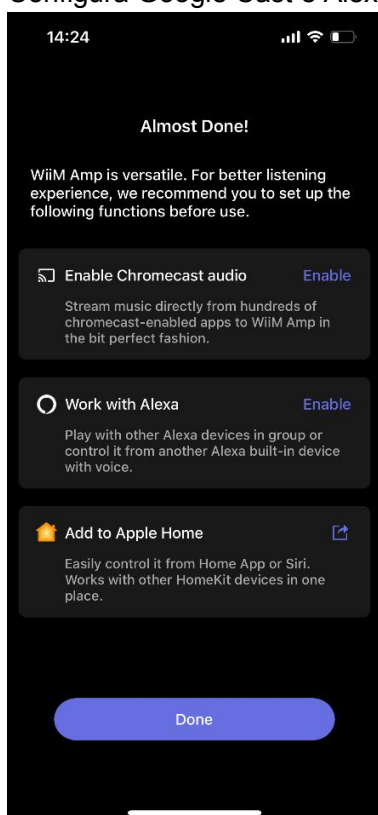 Configura Google Cast e Alex
14:24
Almost Done!
WiiM Amp is versatile. For better listening
experience, we recommend you to set up the
following functions before use.
Enable Chromecast audio Enable
Stream music directly from hundreds of
chromecast-enabled apps to WiiM Amp in
the bit perfect fashion.
Work with Alexa Enable
Play with other Alexa devices in group or
control it from another Alexa built-in device
with voice.
Add to Apple Home
Easily control it from Home App or Siri.
Works with other HomeKit devices in one
place.
Done